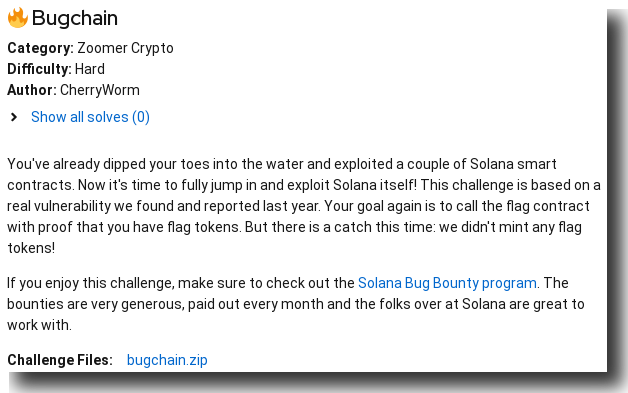 🔥 Bugchain
Category: Zoomer Crypto
Difficulty: Hard
Author: CherryWorm
Show all solves (0)
You've already dipped your toes into the water and exploited a couple of Solana smart
contracts. Now it's time to fully jump in and exploit Solana itself! This challenge is based on a
real vulnerability we found and reported last year. Your goal again is to call the flag contract
with proof that you have flag tokens. But there is a catch this time: we didn't mint any flag
tokens!
If you enjoy this challenge, make sure to check out the Solana Bug Bounty program. The
bounties are very generous, paid out every month and the folks over at Solana are great to
work with.
Challenge Files: bugchain.zip